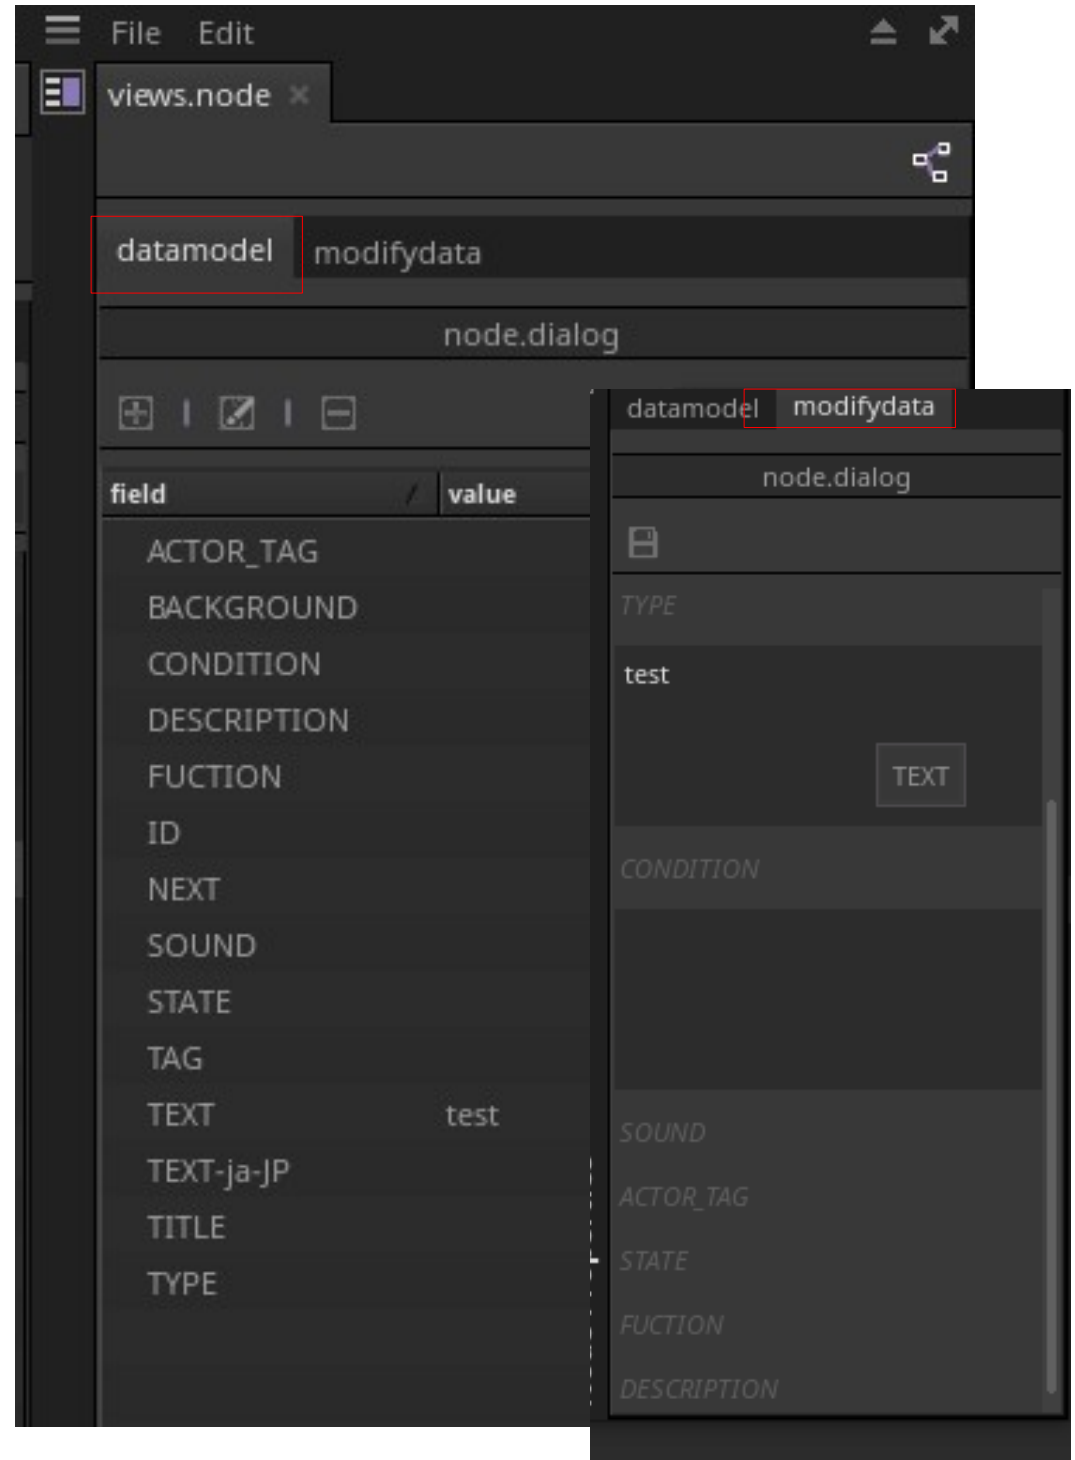 File Edit
views.node
datamodel modifydata
node.dialog
field value
ACTOR_TAG
BACKGROUND
CONDITION
DESCRIPTION
FUCTION
ID
NEXT
SOUND
STATE
TAG
TEXT test
TEXT-ja-JP
TITLE
TYPE
datamodel modifydata
node.dialog
TYPE
test
TEXT
CONDITION
SOUND
ACTOR_TAG
STATE
FUCTION
DESCRIPTION